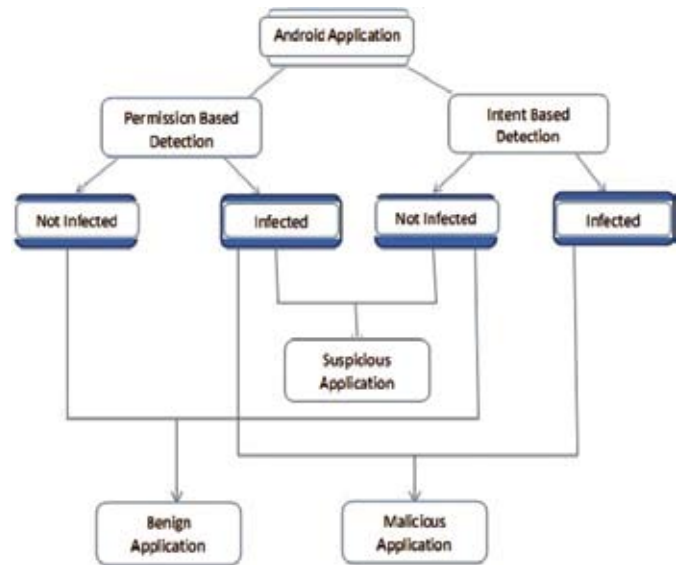 Android Application
Permission Based
Detection
Intent Based
Detection
Not Infected
Infected
Not Infected
Infected
Suspicious
Application
Benign
Application
Malicious
Application